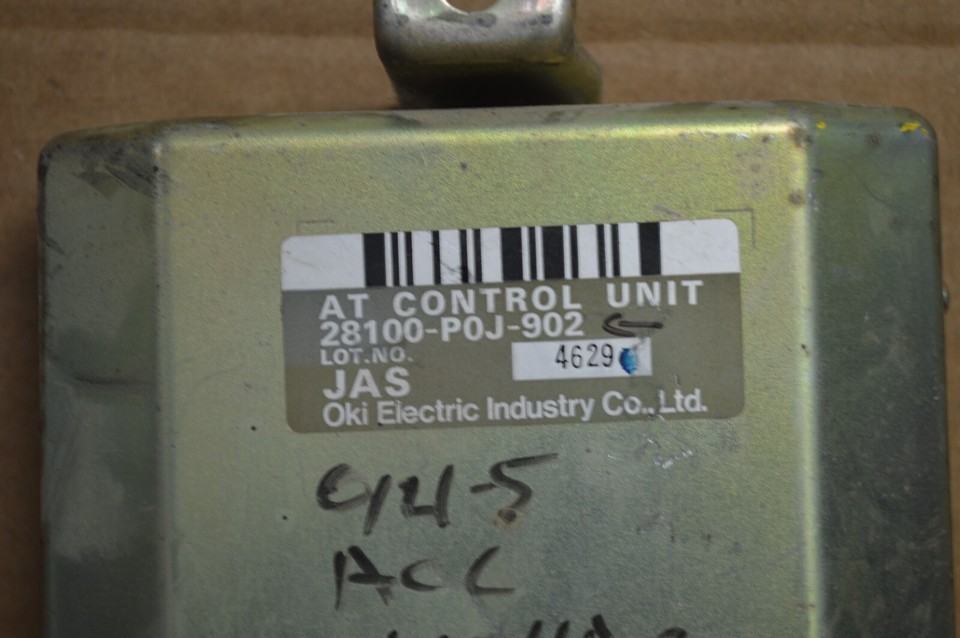 AT CONTROL UNIT
28100-P0J-902
LOT.NO. 4629
JAS
Oki Electric Industry Co., Ltd.
94-5
ACC